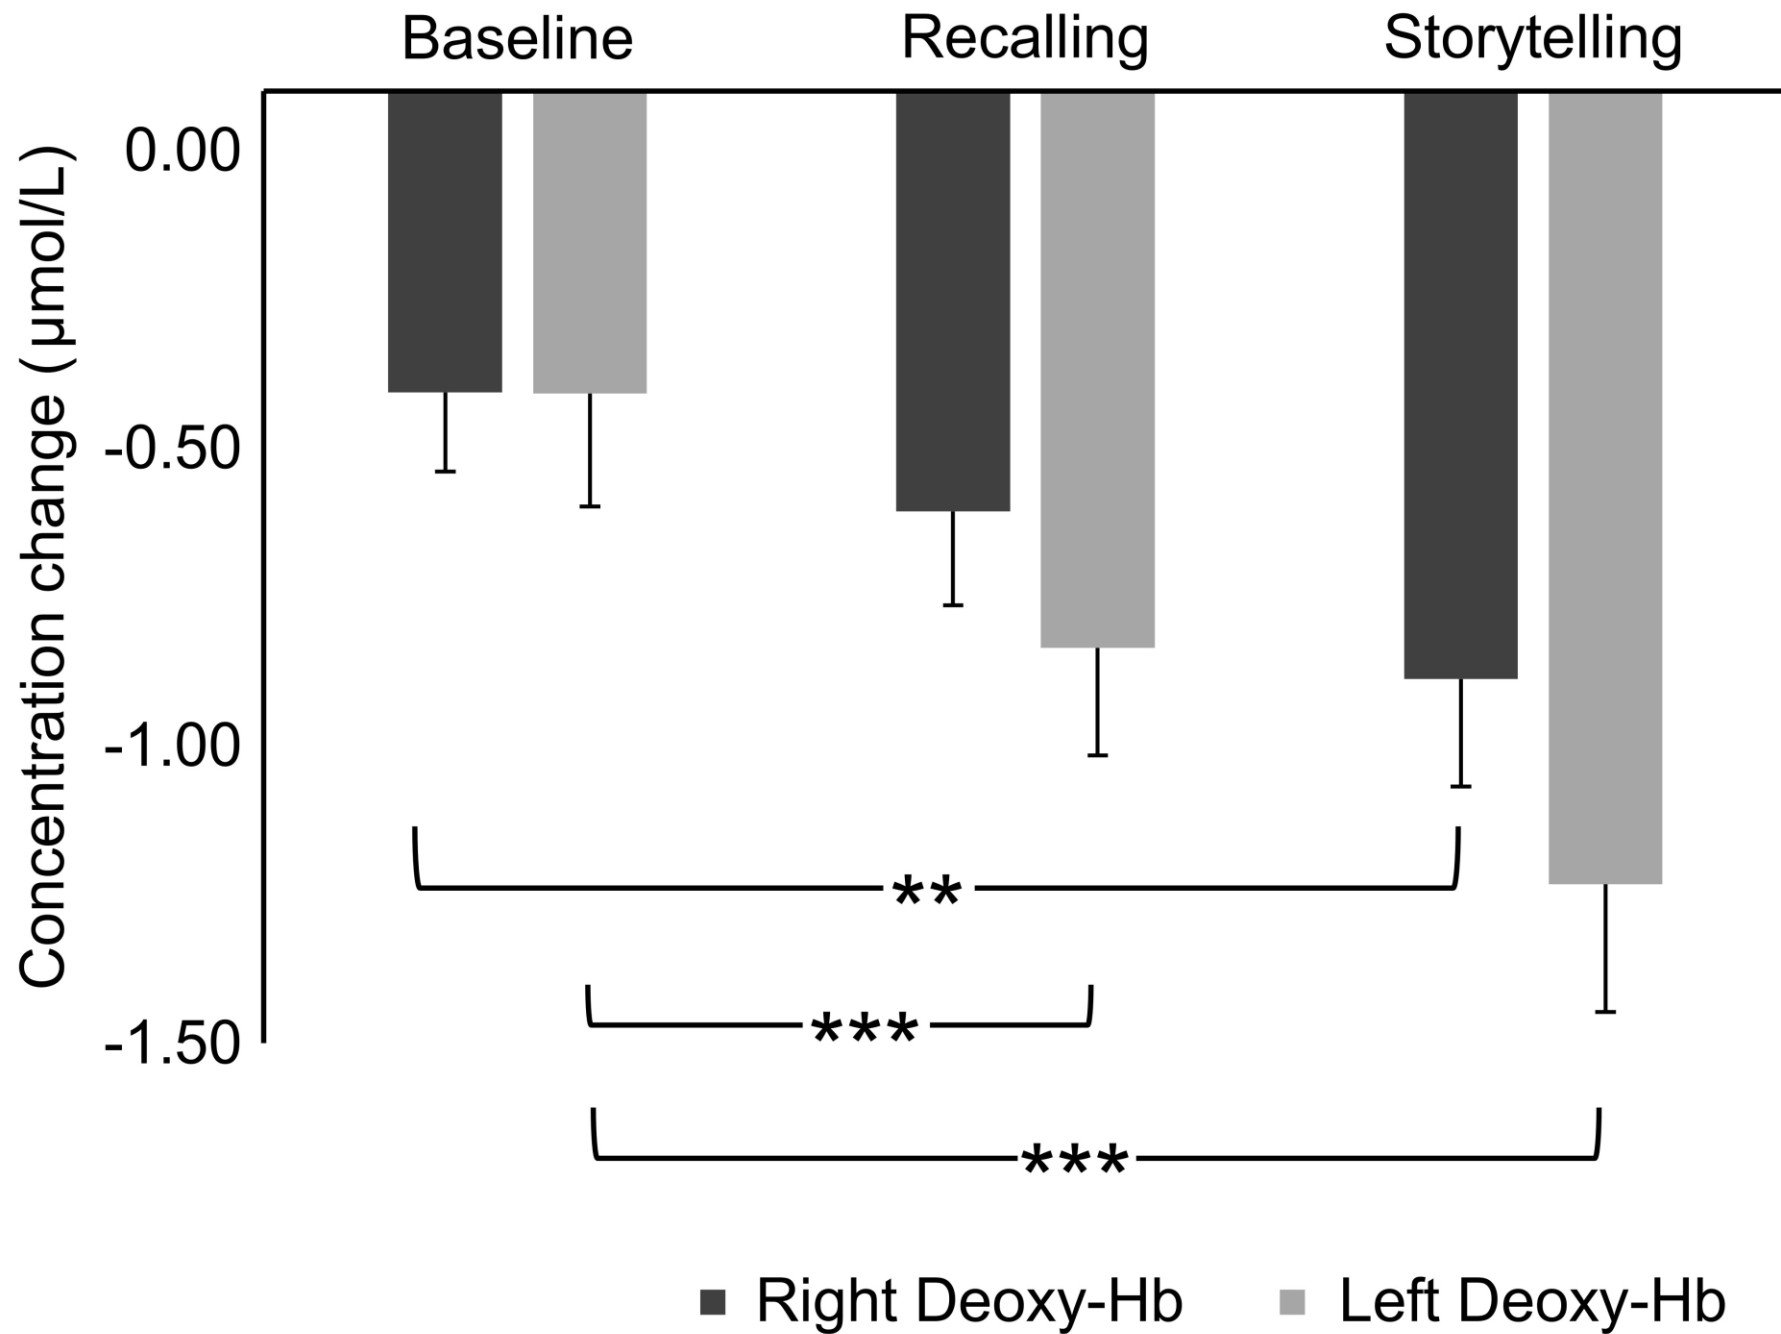 Baseline Recalling Storytelling
Concentration change (μmol/L)
0.00
-0.50
-1.00
-1.50
**
***
***
Right Deoxy-Hb Left Deoxy-Hb